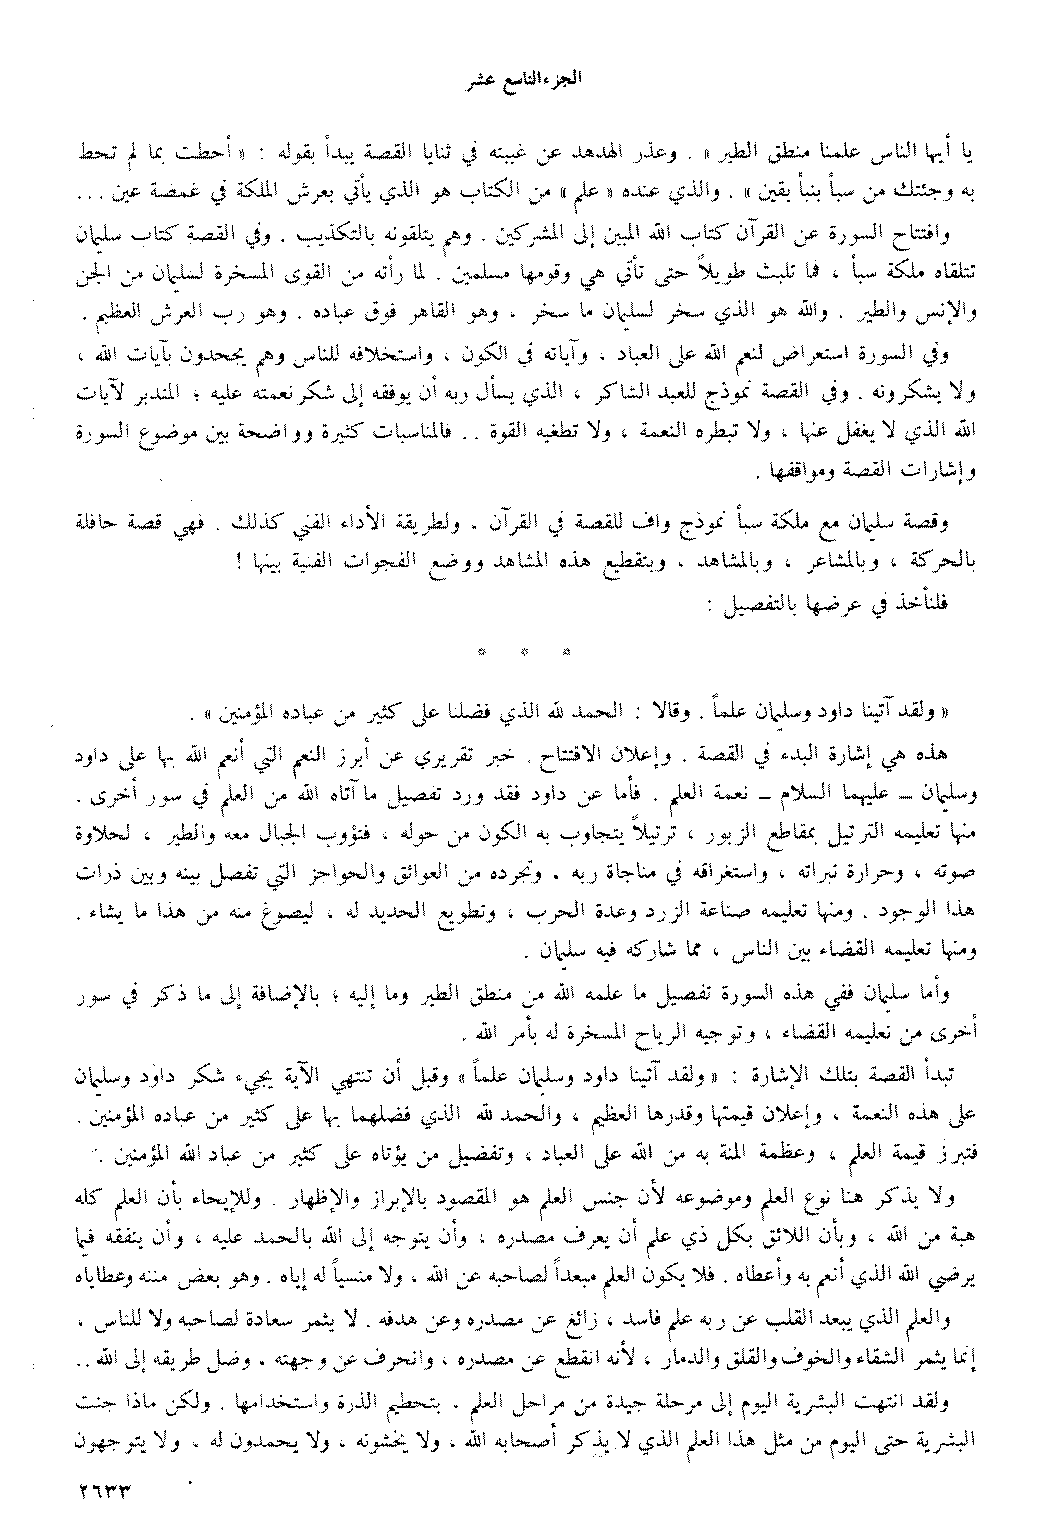 الجزء التاسع عشر
يا أيها الناس علمنا منطق الطير » . وعذر الهدهد عن غيبته في ثنايا القصة يبدأ بقوله : « أحطت بما لم تحط
به وجئتك من سبأ بنبأ يقين » . والذي عنده « علم » من الكتاب هو الذي يأتي بعرش الملكة في غمضة عين ...
وافتتاح السورة عن القرآن كتاب الله المبين إلى المشركين . وهم يتلقونه بالتكذيب . وفي القصة كتاب سليمان
تتلقاه ملكة سبأ ، فما تلبث طويلاً حتى تأتي هي وقومها مسلمين . لما رأته من القوى المسخرة لسليمان من الجن
والإنس والطير . والله هو الذي سخر لسليمان ما سخر ، وهو القاهر فوق عباده . وهو رب العرش العظيم .
وفي السورة استعراض لنعم الله على العباد ، وآياته في الكون ، واستخلافه للناس وهم يجحدون بآيات الله ،
ولا يشكرونه . وفي القصة نموذج للعبد الشاكر ، الذي يسأل ربه أن يوفقه إلى شكر نعمته عليه ؛ المتدبر لآيات
الله الذي لا يغفل عنها ، ولا تبطره النعمة ، ولا تطغيه القوة .. فالمناسبات كثيرة وواضحة بين موضوع السورة
وإشارات القصة ومواقفها .
وقصة سليمان مع ملكة سبأ نموذج واف للقصة في القرآن . ولطريقة الأداء الفني كذلك . فهي قصة حافلة
بالحركة ، وبالمشاعر ، وبالمشاهد ، وبتقطيع هذه المشاهد ووضع الفجوات الفنية بينها !
فلنأخذ في عرضها بالتفصيل :
* * *
« ولقد آتينا داود وسليمان علماً . وقالا : الحمد لله الذي فضلنا على كثير من عباده المؤمنين » .
هذه هي إشارة البدء في القصة . وإعلان الافتتاح . خبر تقريري عن أبرز النعم التي أنعم الله بها على داود
وسليمان – عليهما السلام – نعمة العلم . فأما عن داود فقد ورد تفصيل ما آتاه الله من العلم في سور أخرى .
منها تعليمه الترتيل بمقاطع الزبور ، ترتيلاً يتجاوب به الكون من حوله ، فتؤوب الجبال معه والطير ، لحلاوة
صوته ، وحرارة نبراته ، واستغراقه في مناجاة ربه . وتجرده من العوائق والحواجز التي تفصل بينه وبين ذرات
هذا الوجود . ومنها تعليمه صناعة الزرد وعدة الحرب ، وتطويع الحديد له ، ليصوغ منه من هذا ما يشاء .
ومنها تعليمه القضاء بين الناس ، مما شاركه فيه سليمان .
وأما سليمان ففي هذه السورة تفصيل ما علمه الله من منطق الطير وما إليه ؛ بالإضافة إلى ما ذكر في سور
أخرى من تعليمه القضاء ، وتوجيه الرياح المسخرة له بأمر الله .
تبدأ القصة بتلك الإشارة : « ولقد آتينا داود وسليمان علماً » وقبل أن تنتهي الآية يجيء شكر داود وسليمان
على هذه النعمة ، وإعلان قيمتها وقدرها العظيم ، والحمد لله الذي فضلهما بها على كثير من عباده المؤمنين .
فتبرز قيمة العلم ، وعظمة المنة به من الله على العباد ، وتفضيل من يؤتاه على كثير من عباد الله المؤمنين .
ولا يذكر هنا نوع العلم وموضوعه لأن جنس العلم هو المقصود بالإبراز والإظهار . وللإيحاء بأن العلم كله
هبة من الله ، وبأن اللائق بكل ذي علم أن يعرف مصدره ، وأن يتوجه إلى الله بالحمد عليه ، وأن ينفقه فيما
يرضي الله الذي أنعم به وأعطاه . فلا يكون العلم مبعداً لصاحبه عن الله ، ولا منسياً له إياه . وهو بعض مننه وعطاياه
والعلم الذي يبعد القلب عن ربه علم فاسد ، زائغ عن مصدره وعن هدفه . لا يثمر سعادة لصاحبه ولا للناس ،
إنما يثمر الشقاء والخوف والقلق والدمار ، لأنه انقطع عن مصدره ، وانحرف عن وجهته ، وضل طريقه إلى الله ..
ولقد انتهت البشرية اليوم إلى مرحلة جيدة من مراحل العلم . بتحطيم الذرة واستخدامها . ولكن ماذا جنت
البشرية حتى اليوم من مثل هذا العلم الذي لا يذكر أصحابه الله ، ولا يخشونه ، ولا يحمدون له ، ولا يتوجهون
٢٦٣٣